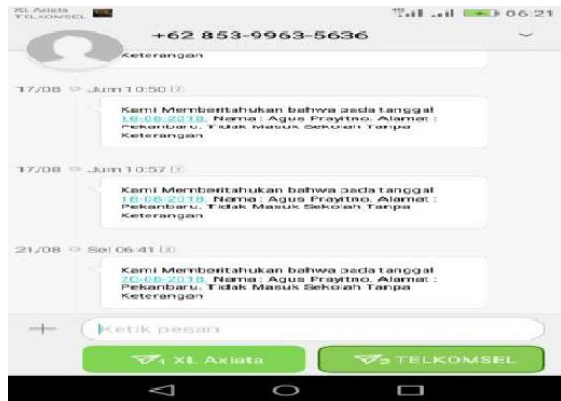 XL Axiata
TELKOMSEL
06:21
+62 853-9963-5636
Keterangan
17/08 Jum 10:50
Kami Memberitahukan bahwa pada tanggal
16-08-2018, Nama : Agus Prayitno. Alamat :
Pekanbaru. Tidak Masuk Sekolah Tanpa
Keterangan
17/08 Jum 10:57
Kami Memberitahukan bahwa pada tanggal
16-08-2018, Nama : Agus Prayitno. Alamat :
Pekanbaru. Tidak Masuk Sekolah Tanpa
Keterangan
21/08 Sel 06:41
Kami Memberitahukan bahwa pada tanggal
20-08-2018, Nama : Agus Prayitno. Alamat :
Pekanbaru. Tidak Masuk Sekolah Tanpa
Keterangan
Ketik pesan
1 XL Axiata
2 TELKOMSEL